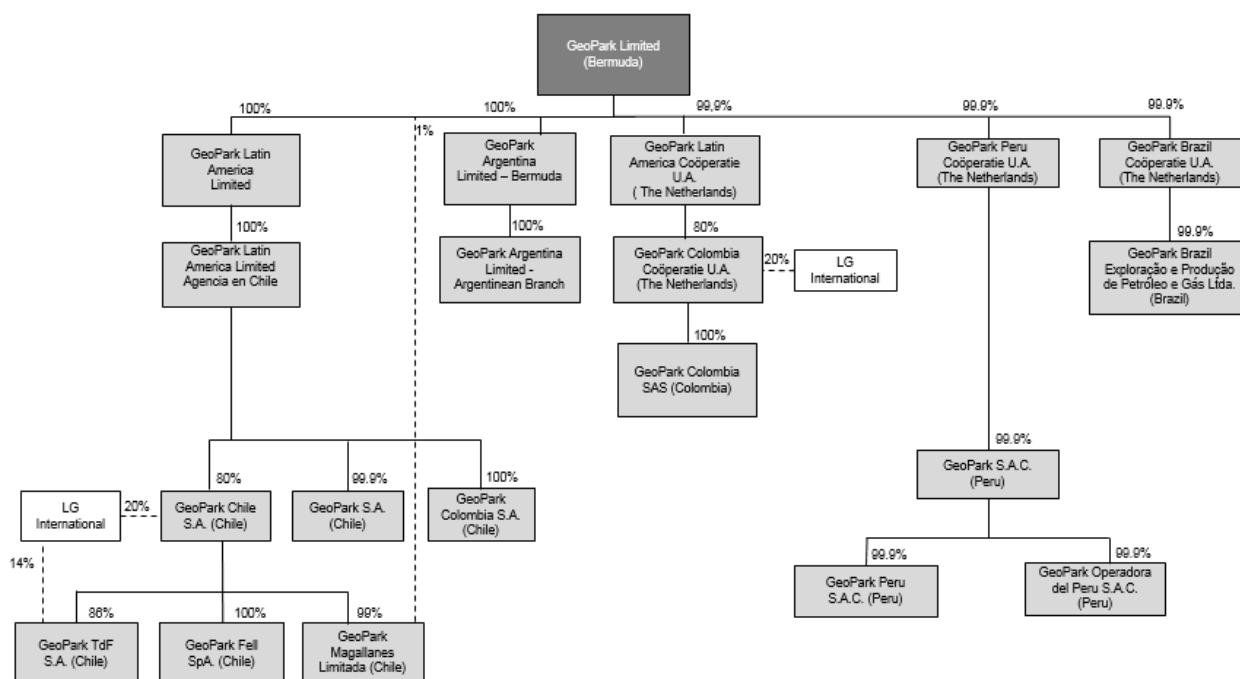 GeoPark Limited
(Bermuda)
100%
1%
100%
99,9%
99.9%
99.9%
GeoPark Latin
America
Limited
GeoPark
Argentina
Limited – Bermuda
GeoPark Latin
America Coöperatie
U.A.
( The Netherlands)
GeoPark Peru
Coöperatie U.A.
(The Netherlands)
GeoPark Brazil
Coöperatie U.A.
(The Netherlands)
100%
100%
80%
99.9%
GeoPark Latin
America Limited
Agencia en Chile
GeoPark Argentina
Limited -
Argentinean Branch
GeoPark Colombia
Coöperatie U.A.
(The Netherlands)
20%
LG
International
GeoPark Brazil
Exploração e Produção
de Petróleo e Gás Ltda.
(Brazil)
100%
GeoPark Colombia
SAS (Colombia)
80%
99.9%
100%
99.9%
LG
International
20%
GeoPark Chile
S.A. (Chile)
GeoPark S.A.
(Chile)
GeoPark
Colombia S.A.
(Chile)
GeoPark S.A.C.
(Peru)
14%
86%
100%
99%
99.9%
99.9%
GeoPark TdF
S.A. (Chile)
GeoPark Fell
SpA. (Chile)
GeoPark
Magallanes
Limitada (Chile)
GeoPark Peru
S.A.C. (Peru)
GeoPark Operadora
del Peru S.A.C.
(Peru)